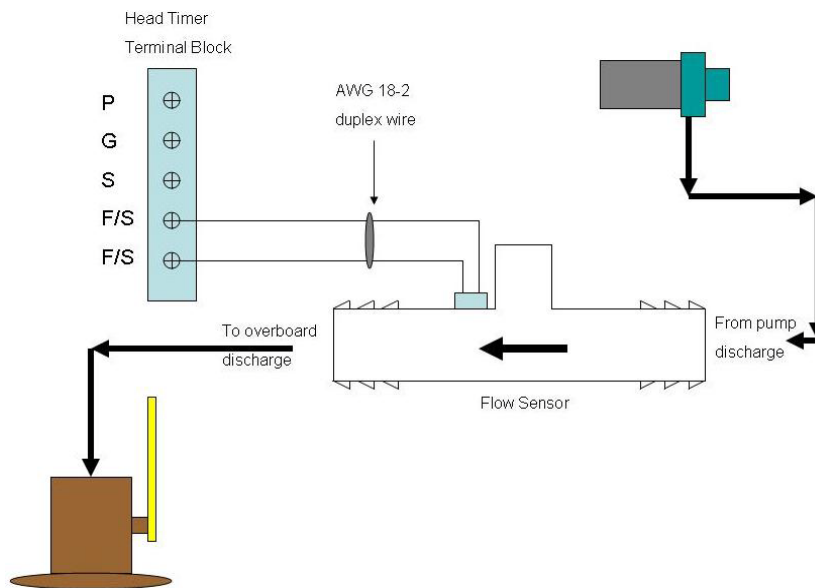 Head Timer
Terminal Block
P
G
S
F/S
F/S
AWG 18-2
duplex wire
To overboard
discharge
From pump
discharge
Flow Sensor